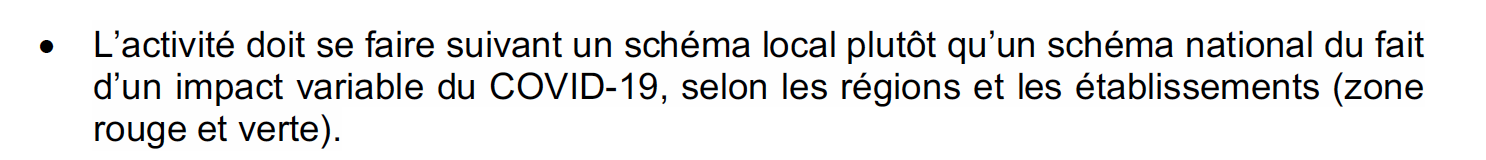 • L’activité doit se faire suivant un schéma local plutôt qu’un schéma national du fait
d’un impact variable du COVID-19, selon les régions et les établissements (zone
rouge et verte).